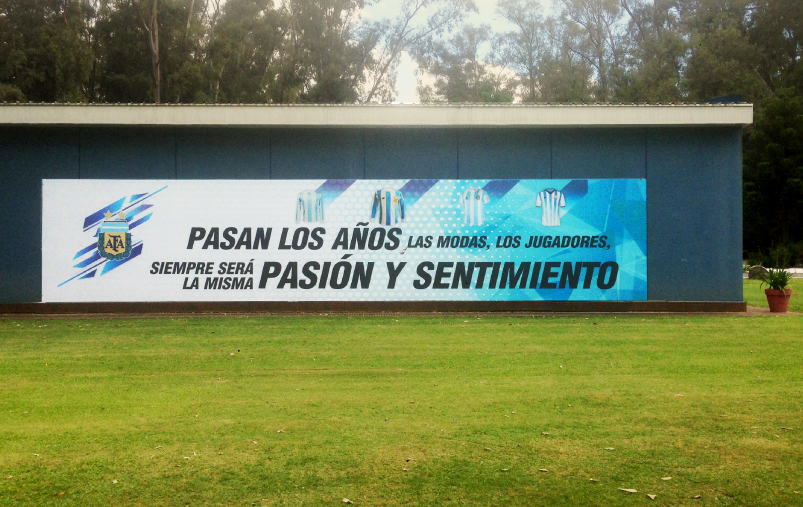 AFA
PASAN LOS AÑOS, LAS MODAS, LOS JUGADORES,
SIEMPRE SERÁ
LA MISMA PASIÓN Y SENTIMIENTO